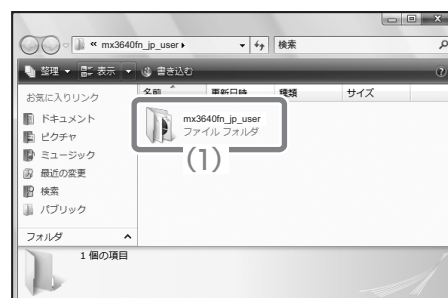 « mx3640fn_jp_user
検索
整理 表示 書き込む
お気に入りリンク
ドキュメント
ピクチャ
ミュージック
最近の変更
検索
パブリック
フォルダ
名前 更新日時 種類 サイズ
mx3640fn_jp_user
ファイル フォルダ
(1)
1 個の項目